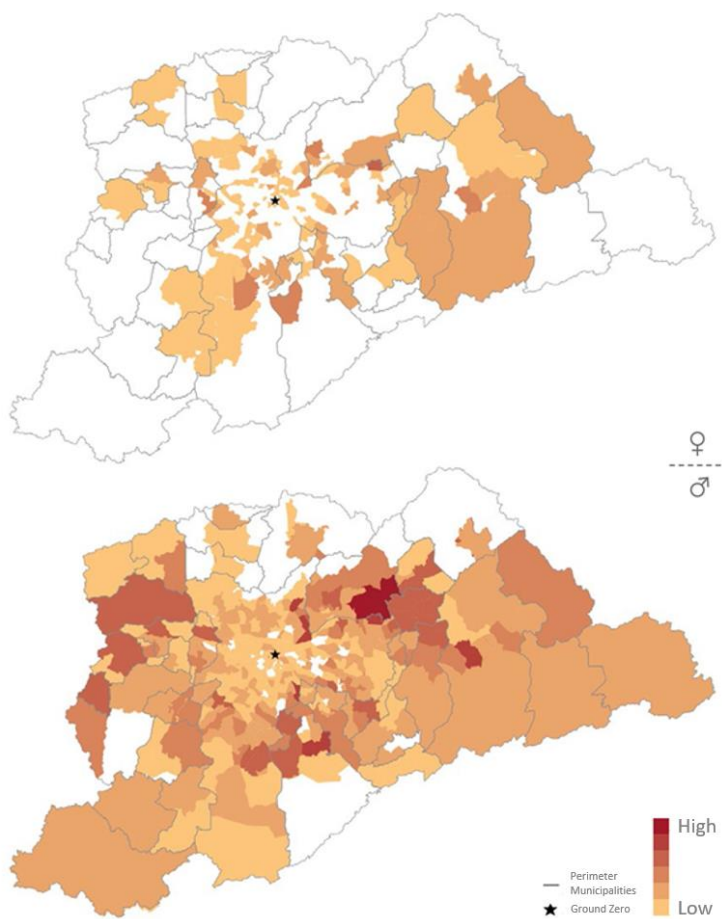 ♀
♂
High
Low
Perimeter
Municipalities
Ground Zero